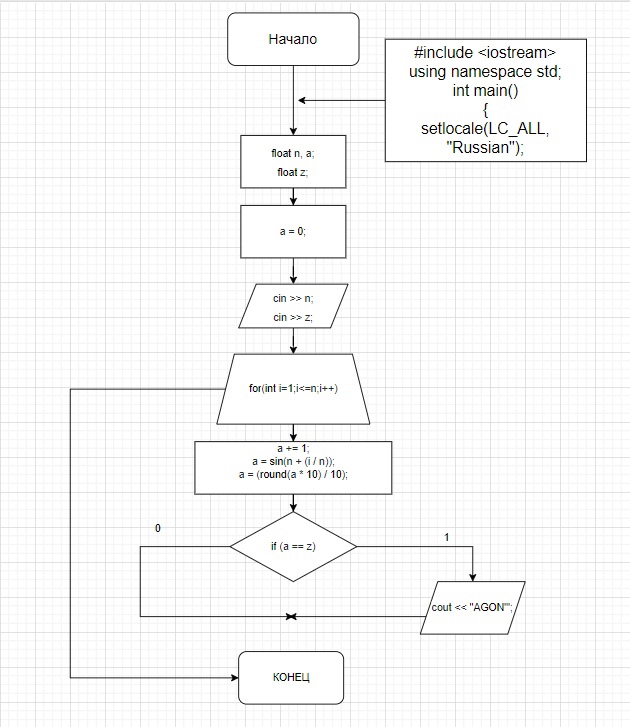 Начало
#include <iostream>
using namespace std;
int main()
{
setlocale(LC_ALL,
"Russian");
float n, a;
float z;
a = 0;
cin >> n;
cin >> z;
for(int i=1;i<=n;i++)
a += 1;
a = sin(n + (i / n));
a = (round(a * 10) / 10);
0
if (a == z)
1
cout << "AGON'";
КОНЕЦ